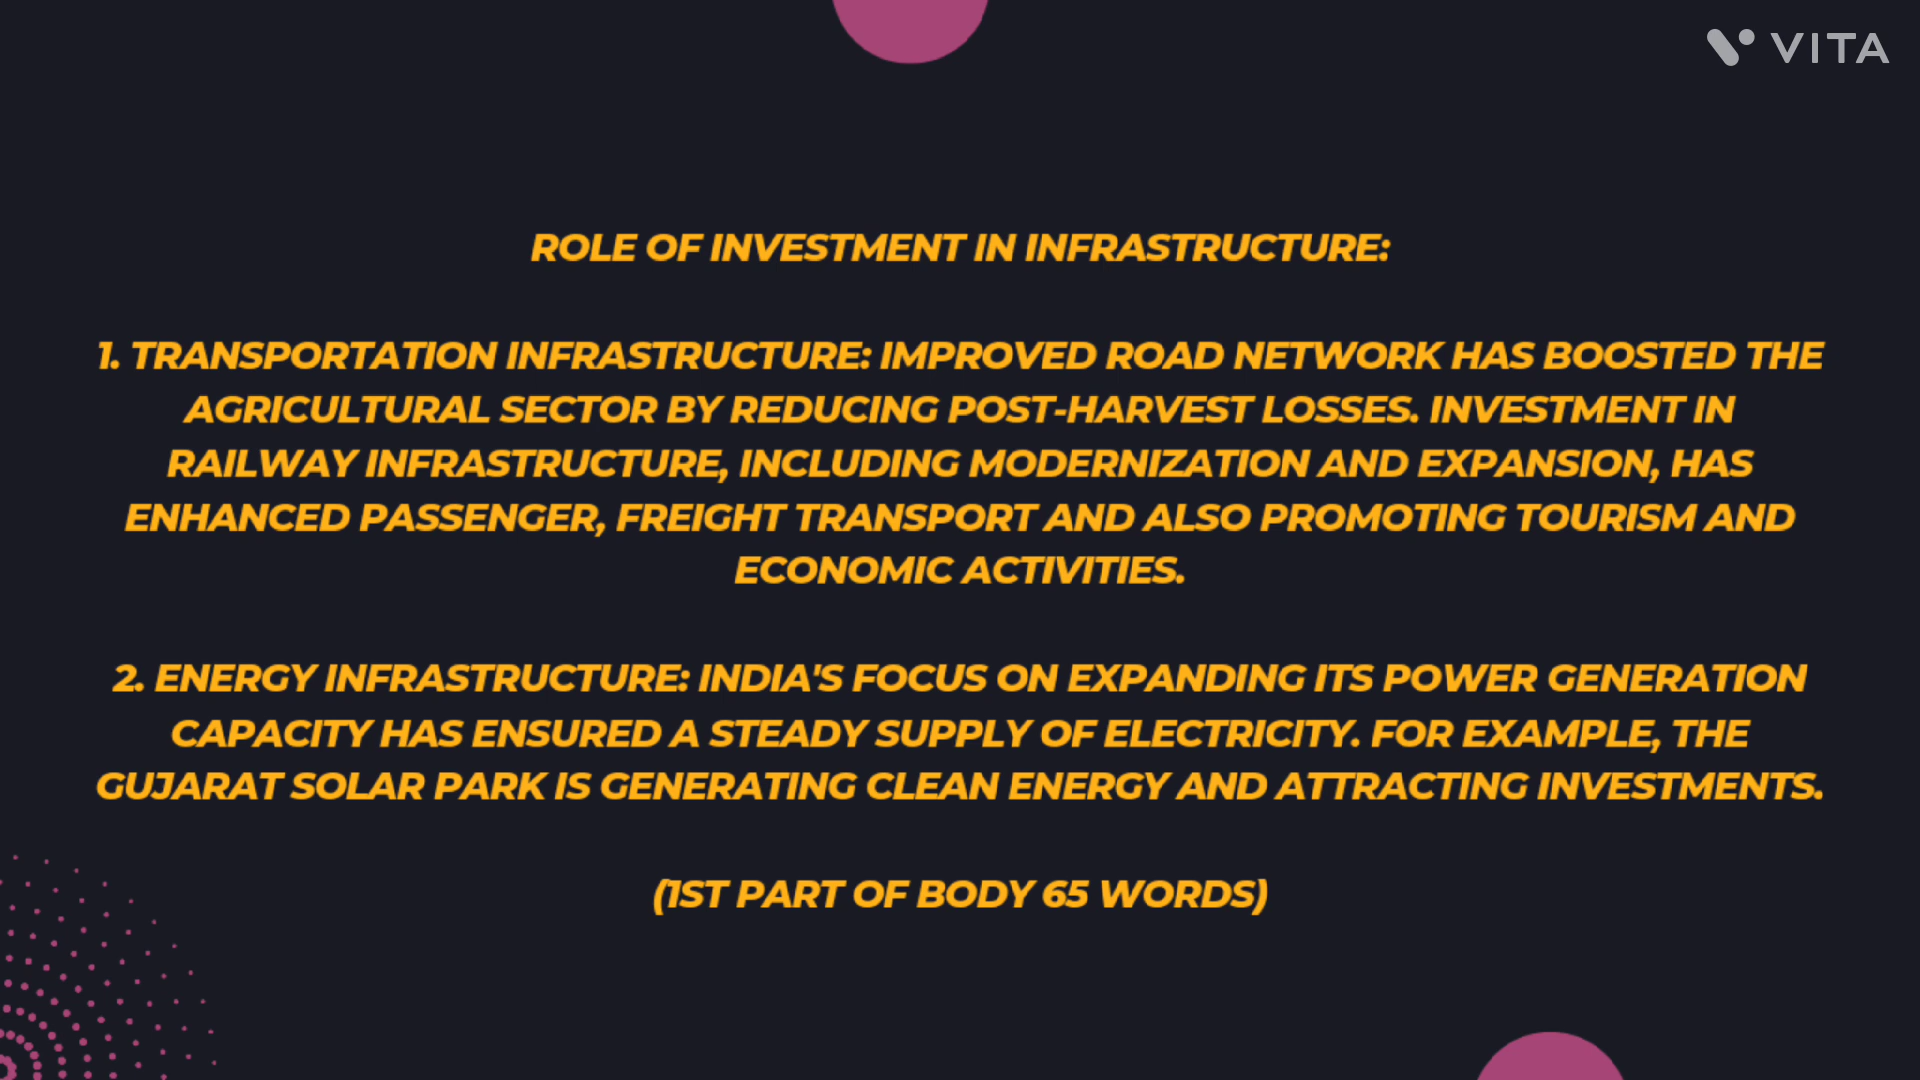 VITA
ROLE OF INVESTMENT IN INFRASTRUCTURE:
1. TRANSPORTATION INFRASTRUCTURE: IMPROVED ROAD NETWORK HAS BOOSTED THE
AGRICULTURAL SECTOR BY REDUCING POST-HARVEST LOSSES. INVESTMENT IN
RAILWAY INFRASTRUCTURE, INCLUDING MODERNIZATION AND EXPANSION, HAS
ENHANCED PASSENGER, FREIGHT TRANSPORT AND ALSO PROMOTING TOURISM AND
ECONOMIC ACTIVITIES.
2. ENERGY INFRASTRUCTURE: INDIA'S FOCUS ON EXPANDING ITS POWER GENERATION
CAPACITY HAS ENSURED A STEADY SUPPLY OF ELECTRICITY. FOR EXAMPLE, THE
GUJARAT SOLAR PARK IS GENERATING CLEAN ENERGY AND ATTRACTING INVESTMENTS.
(1ST PART OF BODY 65 WORDS)